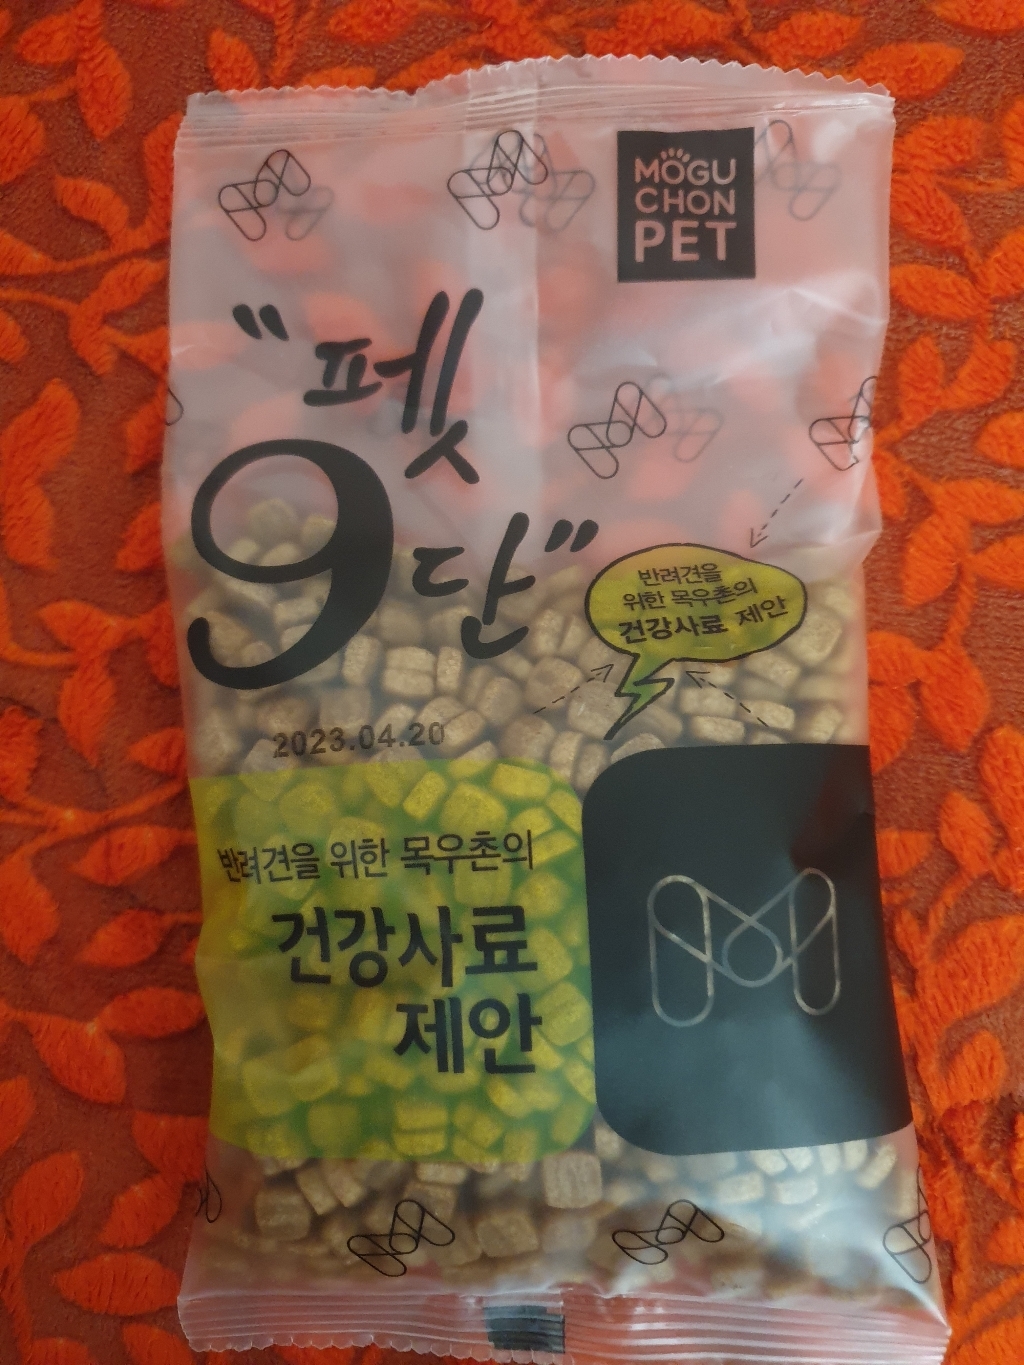 MOGU
CHON
PET
"펫
9단"
반려견을
위한 목우촌의
건강사료 제안
2023.04.20
반려견을 위한 목우촌의
건강사료
제안